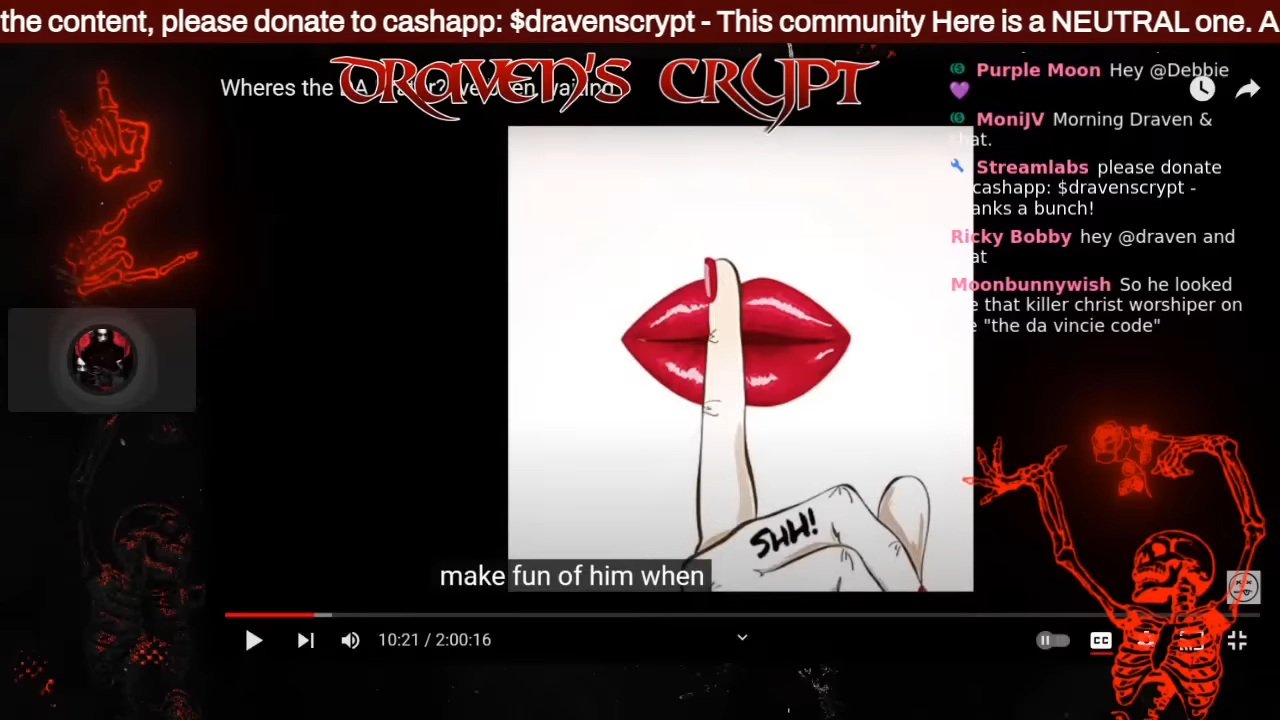 the content, please donate to cashapp: $dravenscrypt - This community Here is a NEUTRAL one. A
DRAVEN'S CRYPT
Wheres the
Purple Moon Hey @Debbie
MoniJV Morning Draven &
at.
Streamlabs please donate
cashapp: $dravenscrypt -
anks a bunch!
Ricky Bobby hey @draven and
at
Moonbunnywish So he looked
e that killer christ worshiper on
e "the da vincie code"
SHH!
make fun of him when
10:21 / 2:00:16
CC